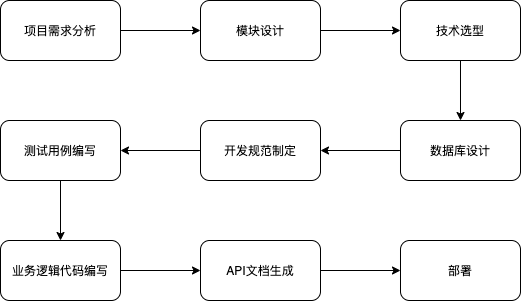 项目需求分析
模块设计
技术选型
数据库设计
开发规范制定
测试用例编写
业务逻辑代码编写
API文档生成
部署